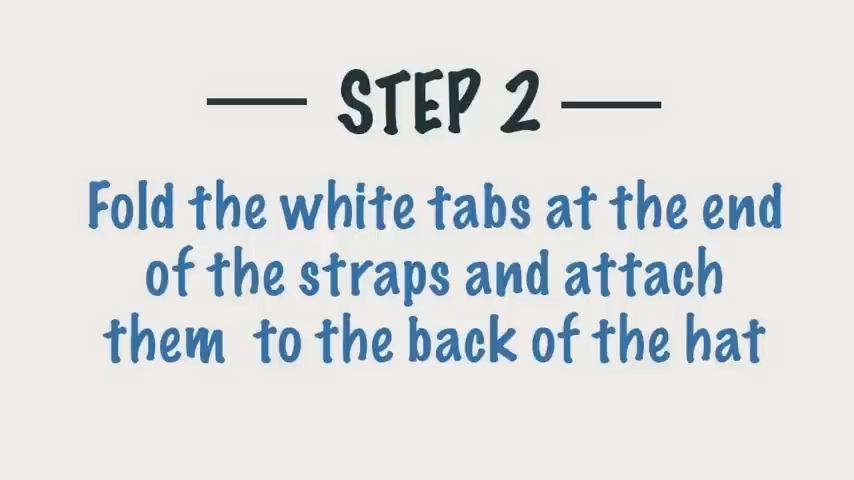 STEP 2
Fold the white tabs at the end
of the straps and attach
them to the back of the hat